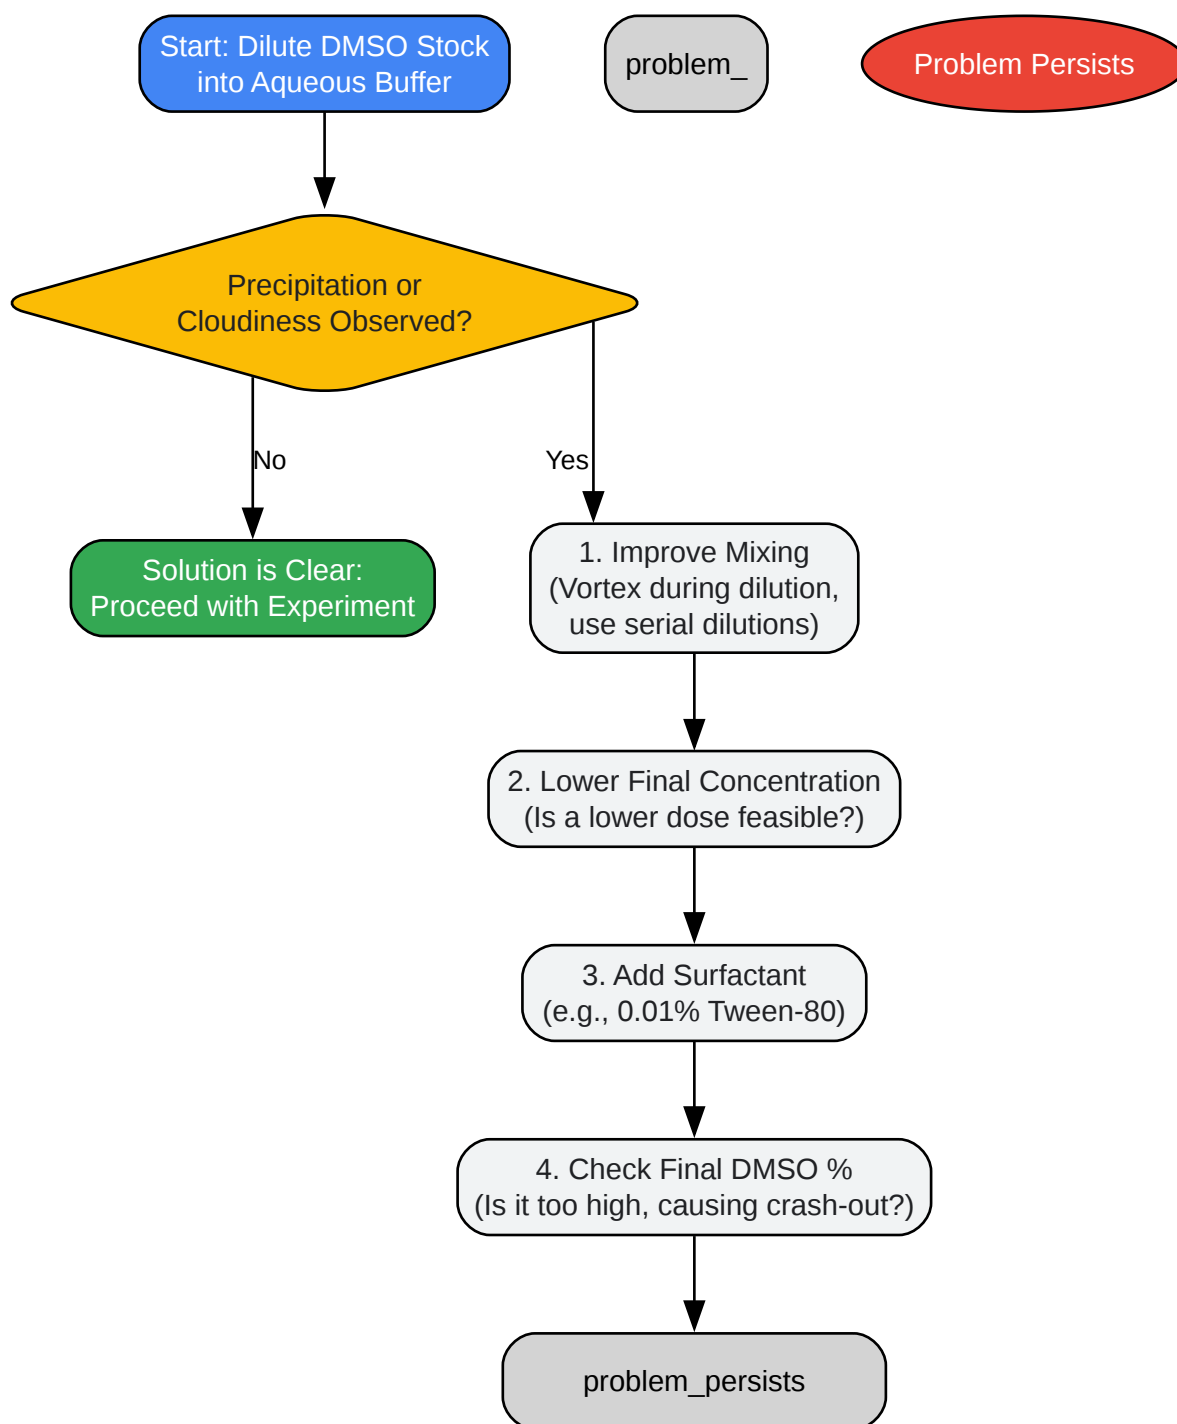 Start: Dilute DMSO Stock
into Aqueous Buffer
problem_
Problem Persists
Precipitation or
Cloudiness Observed?
No
Yes
Solution is Clear:
Proceed with Experiment
1. Improve Mixing
(Vortex during dilution,
use serial dilutions)
2. Lower Final Concentration
(Is a lower dose feasible?)
3. Add Surfactant
(e.g., 0.01% Tween-80)
4. Check Final DMSO %
(Is it too high, causing crash-out?)
problem_persists